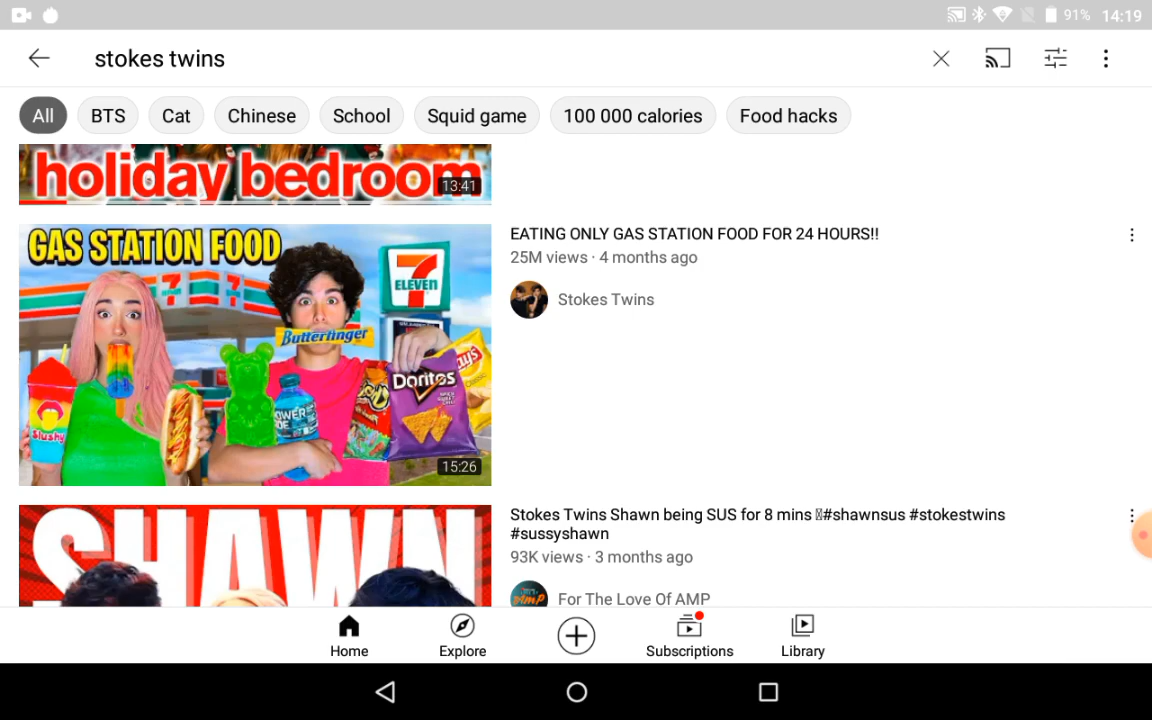 91% 14:19
stokes twins
All BTS Cat Chinese School Squid game 100 000 calories Food hacks
holiday bedroom
13:41
GAS STATION FOOD
7
ELEVEN
Butterfinger
Lays
Doritos
POWER
ADE
Slushy
15:26
EATING ONLY GAS STATION FOOD FOR 24 HOURS!!
25M views · 4 months ago
Stokes Twins
SHAWN
Stokes Twins Shawn being SUS for 8 mins #shawnsus #stokestwins
#sussyshawn
93K views · 3 months ago
For The Love Of AMP
Home Explore Subscriptions Library